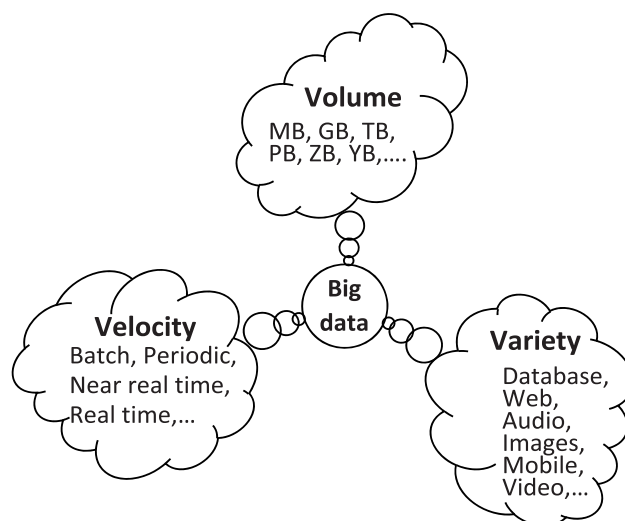 Volume
MB, GB, TB,
PB, ZB, YB,....
Big
data
Velocity
Batch, Periodic,
Near real time,
Real time,...
Variety
Database,
Web,
Audio,
Images,
Mobile,
Video,...